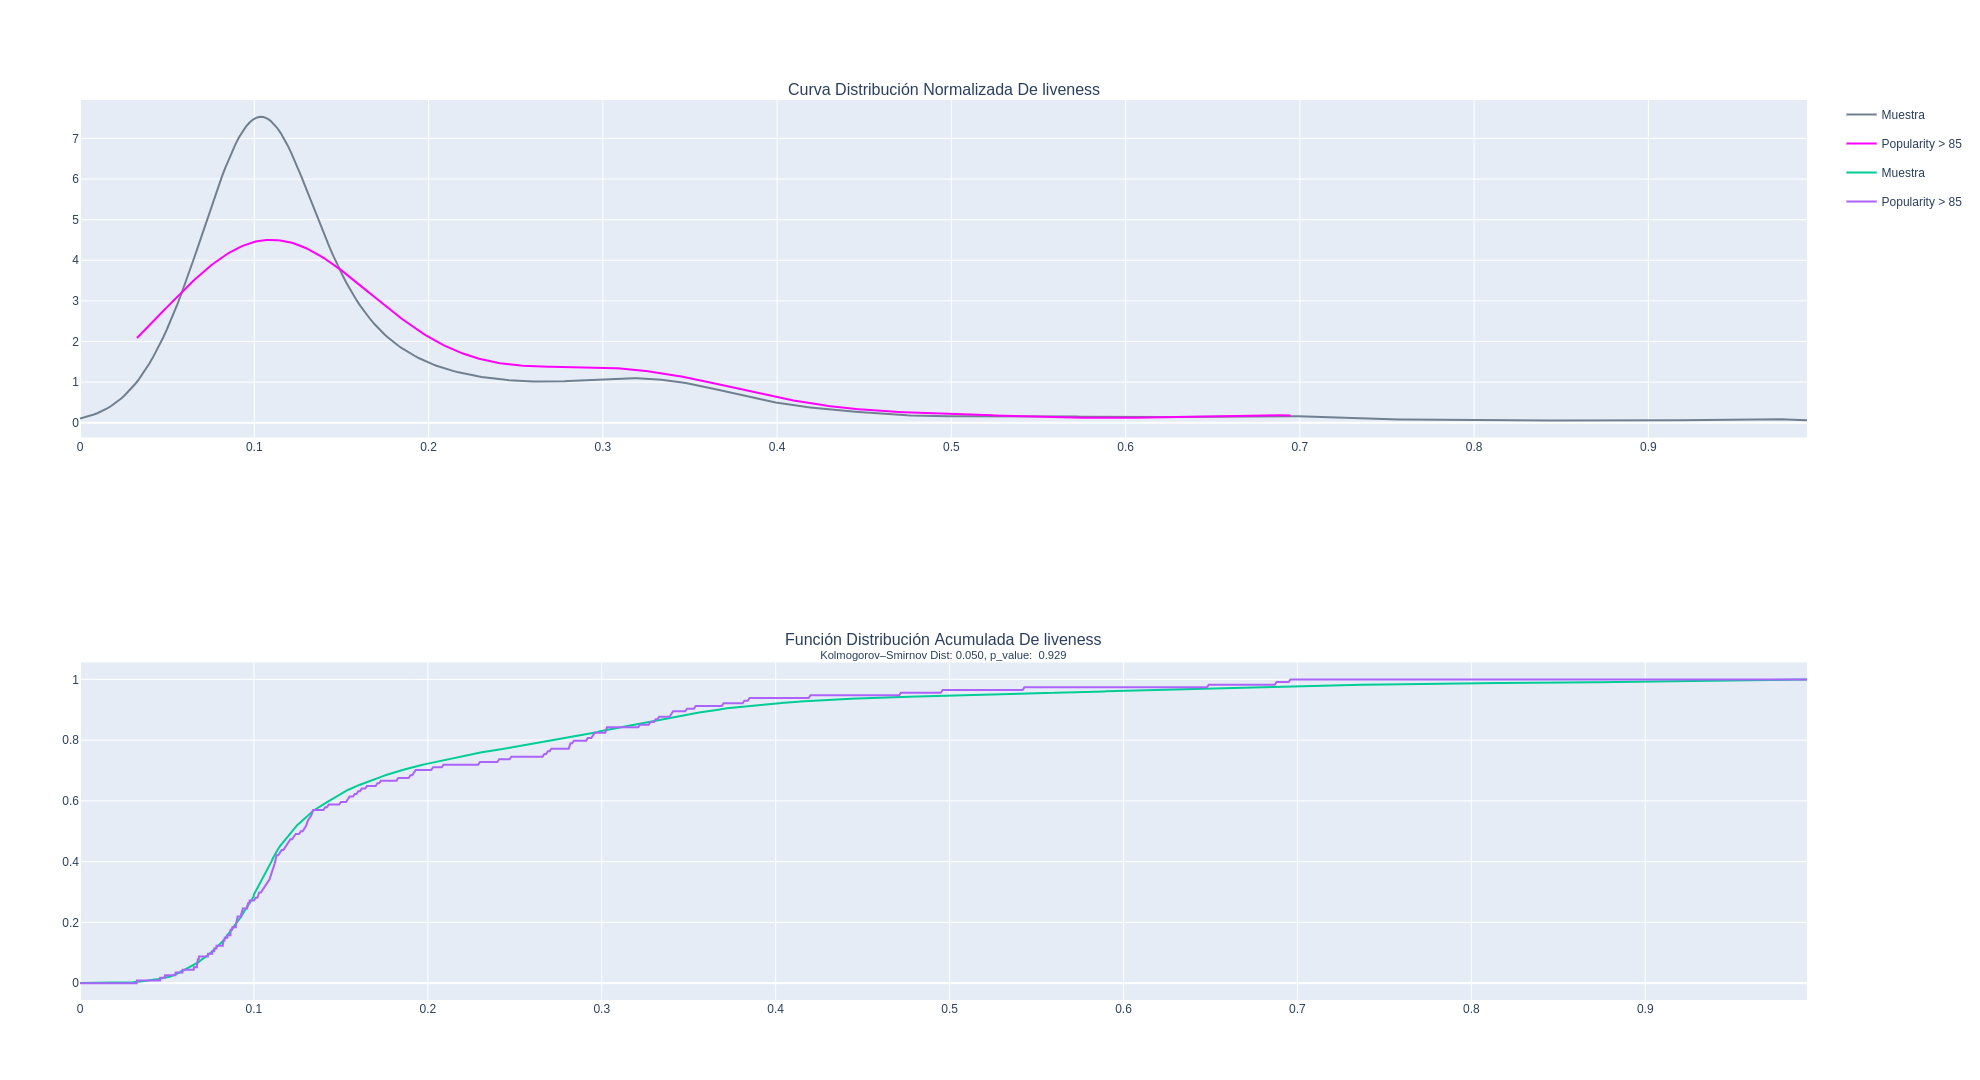 Curva Distribución Normalizada De liveness
7
6
5
4
3
2
1
0
0 0.1 0.2 0.3 0.4 0.5 0.6 0.7 0.8 0.9
Muestra
Popularity > 85
Muestra
Popularity > 85
Función Distribución Acumulada De liveness
Kolmogorov–Smirnov Dist: 0.050, p_value: 0.929
1
0.8
0.6
0.4
0.2
0
0 0.1 0.2 0.3 0.4 0.5 0.6 0.7 0.8 0.9